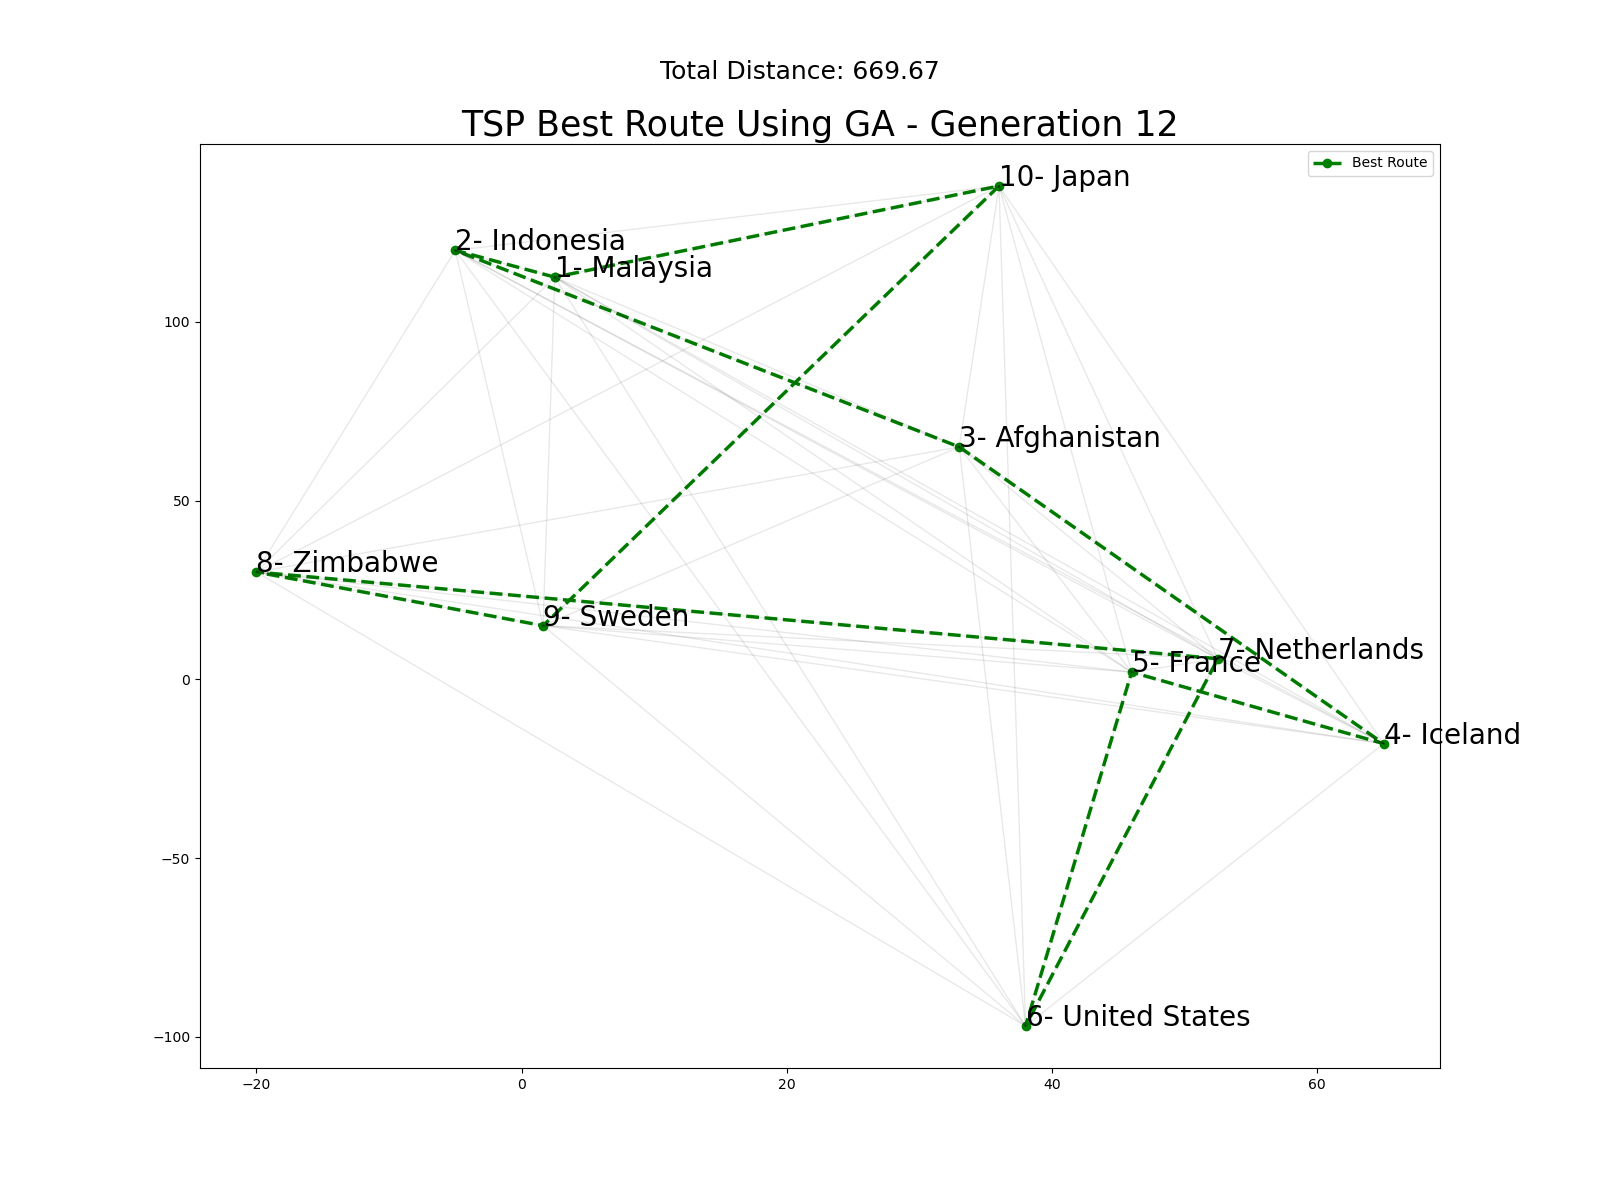 Total Distance: 669.67
TSP Best Route Using GA - Generation 12
Best Route
10- Japan
2- Indonesia
1- Malaysia
100
3- Afghanistan
50
8- Zimbabwe
9- Sweden
7- Netherlands
5- France
0
4- Iceland
−50
6- United States
−100
−20
0
20
40
60